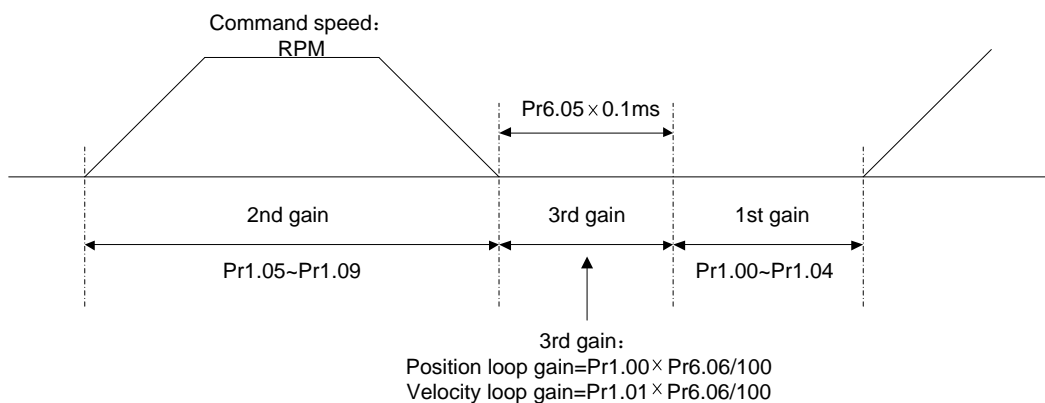 Command speed：
RPM
Pr6.05×0.1ms
2nd gain
3rd gain
1st gain
Pr1.05~Pr1.09
Pr1.00~Pr1.04
3rd gain：
Position loop gain=Pr1.00×Pr6.06/100
Velocity loop gain=Pr1.01×Pr6.06/100